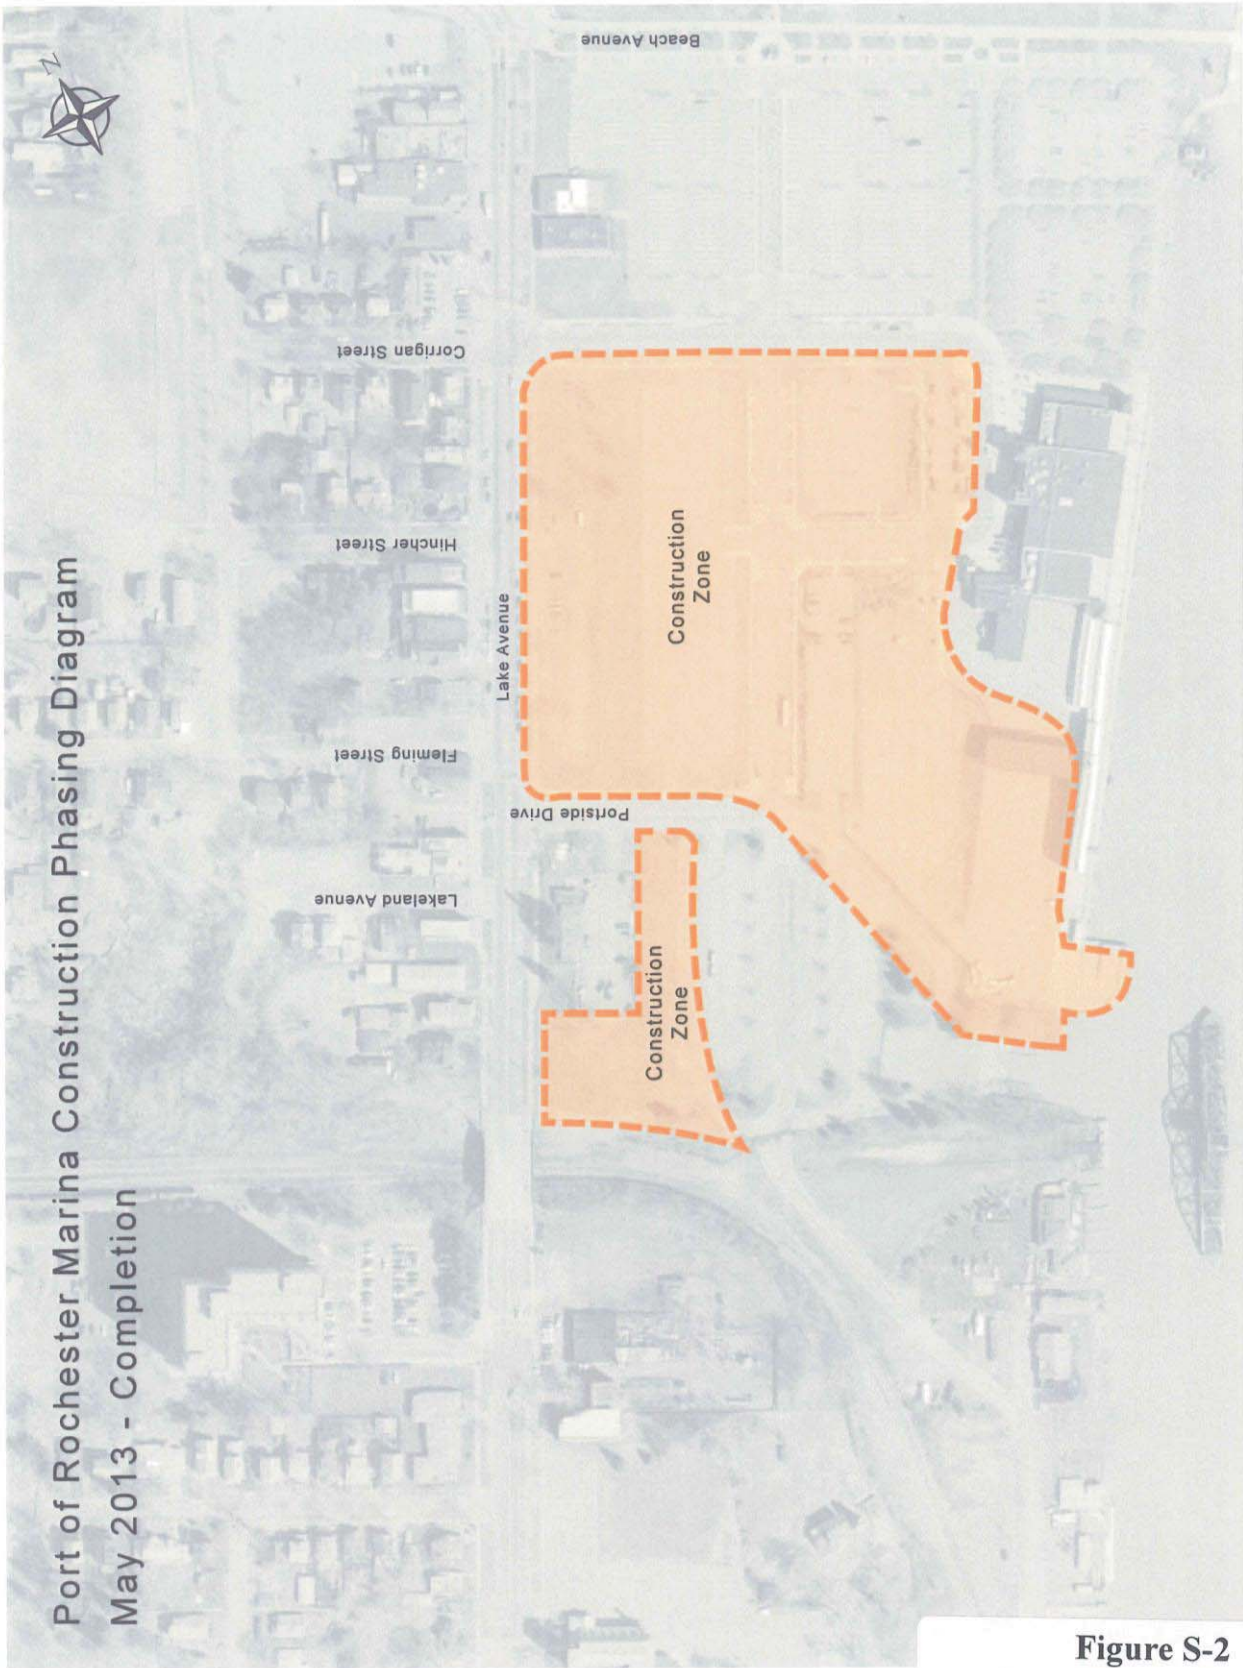 Port of Rochester Marina Construction Phasing Diagram
May 2013 - Completion
N
Beach Avenue
Corrigan Street
Hincher Street
Lake Avenue
Fleming Street
Portside Drive
Lakeland Avenue
Construction
Zone
Construction
Zone
Figure S-2